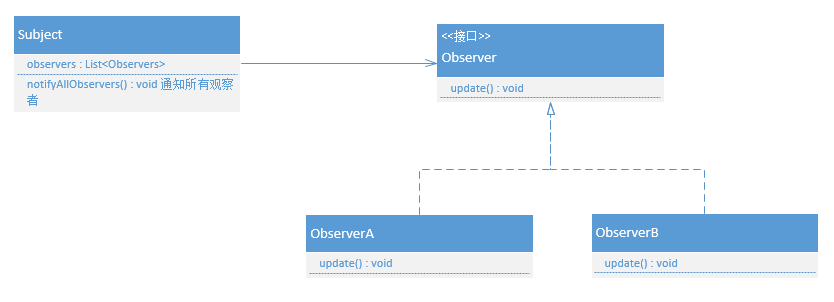 Subject
observers : List<Observers>
notifyAllObservers() : void 通知所有观察
者
<<接口>>
Observer
update() : void
ObserverA
update() : void
ObserverB
update() : void